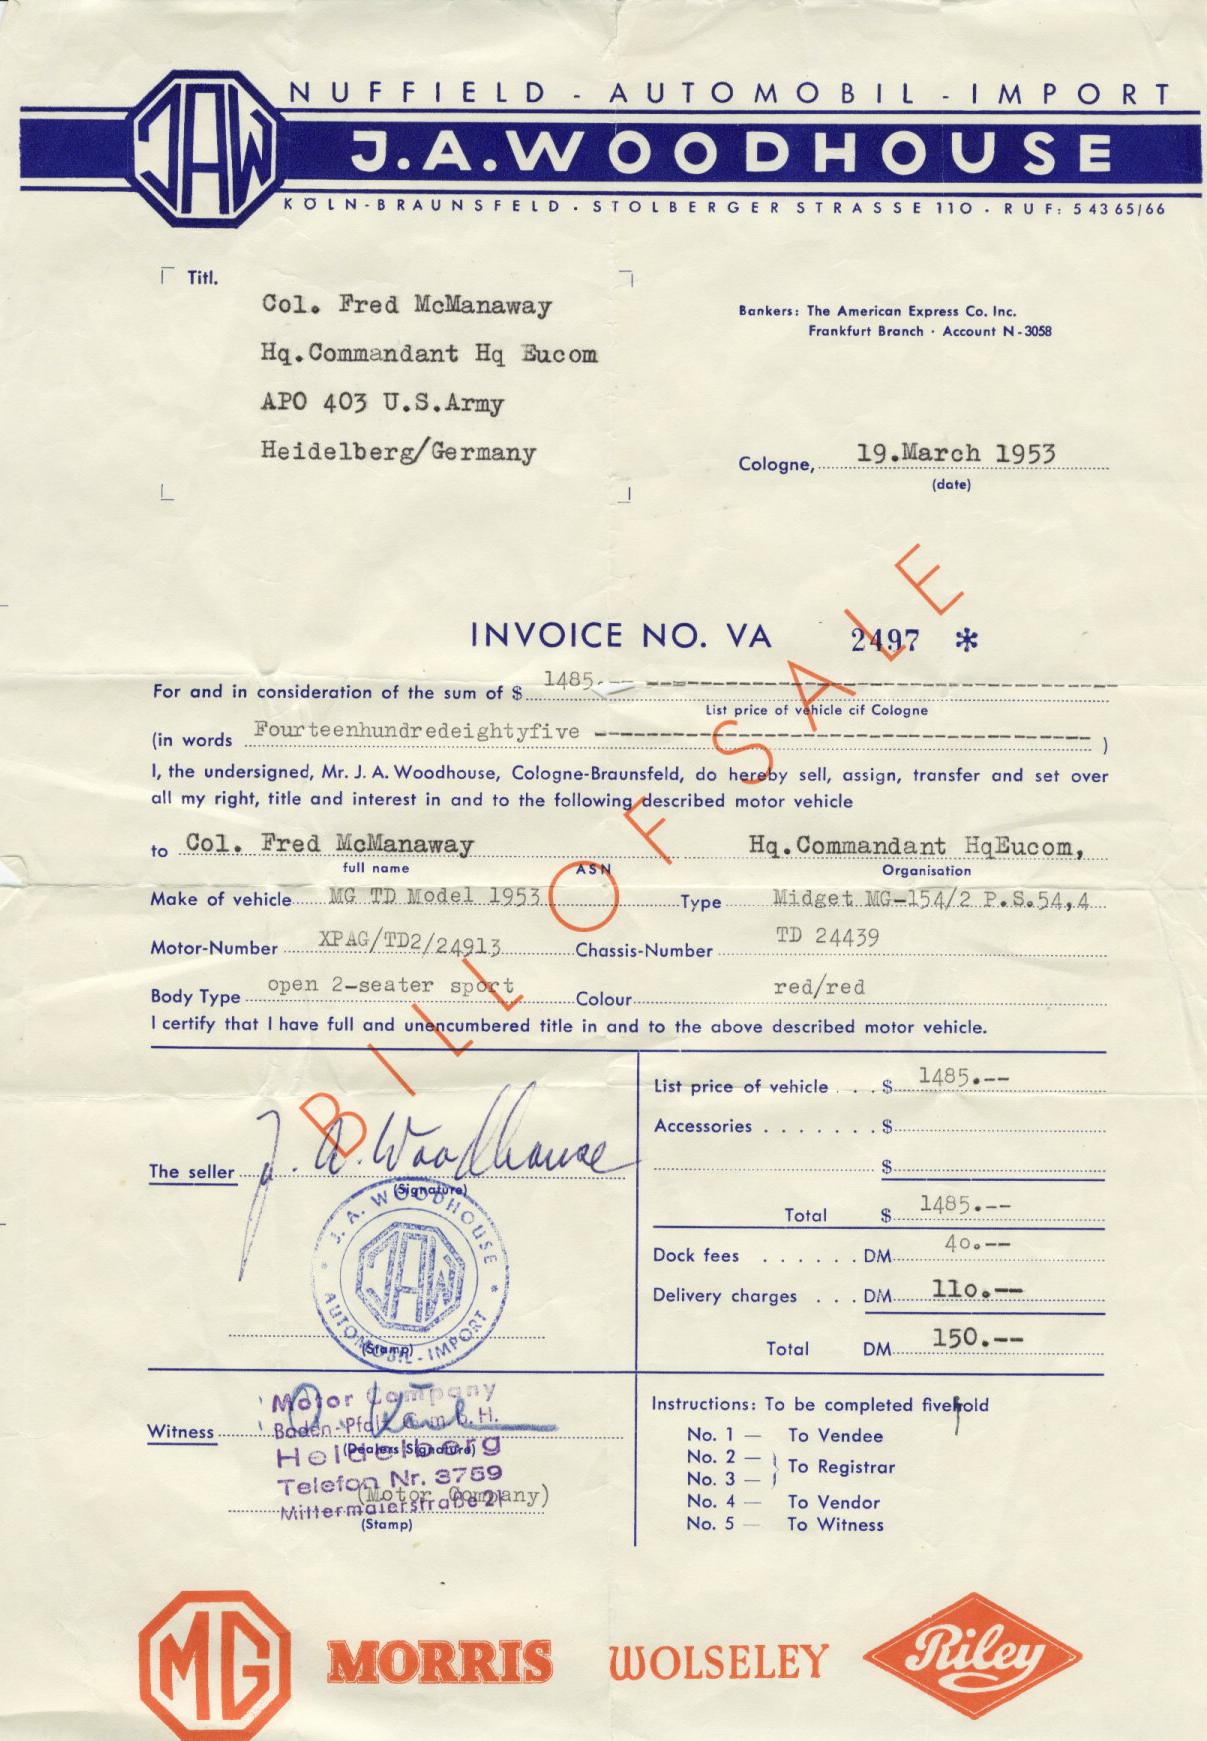 NUFFIELD - AUTOMOBIL - IMPORT
JAW
J.A.WOODHOUSE
KÖLN-BRAUNSFELD · STOLBERGER STRASSE 110 · RUF: 5 43 65/66
Titl.
Col. Fred McManaway
Hq.Commandant Hq Eucom
APO 403 U.S.Army
Heidelberg/Germany
Bankers: The American Express Co. Inc.
Frankfurt Branch · Account N-3058
Cologne, 19.March 1953
(date)
BILL OF SALE
INVOICE NO. VA 2497 *
For and in consideration of the sum of $ 1485.--
List price of vehicle cif Cologne
(in words Fourteenhundredeightyfive )
I, the undersigned, Mr. J. A. Woodhouse, Cologne-Braunsfeld, do hereby sell, assign, transfer and set over
all my right, title and interest in and to the following described motor vehicle
to Col. Fred McManaway Hq.Commandant HqEucom,
full name ASN Organisation
Make of vehicle MG TD Model 1953 Type Midget MG-154/2 P.S.54,4
Motor-Number XPAG/TD2/24913 Chassis-Number TD 24439
Body Type open 2-seater sport Colour red/red
I certify that I have full and unencumbered title in and to the above described motor vehicle.
List price of vehicle . . $ 1485.--
Accessories . . . . . . . $
$
Total $ 1485.--
Dock fees . . . . . . DM 40.--
Delivery charges . . . DM 110.--
Total DM 150.--
The seller J. A. Woodhouse
(Signature)
J. A. WOODHOUSE
JAW
AUTOMOBIL-IMPORT
(Stamp)
Witness
Motor Company
Baden-Pfalz G.m.b.H.
(Dealers Signature)
Heidelberg
Telefon Nr. 3759
(Motor Company)
Mittermaierstraße 21
(Stamp)
Instructions: To be completed fivefold
No. 1 — To Vendee
No. 2 —
No. 3 — } To Registrar
No. 4 — To Vendor
No. 5 — To Witness
MG MORRIS WOLSELEY Riley